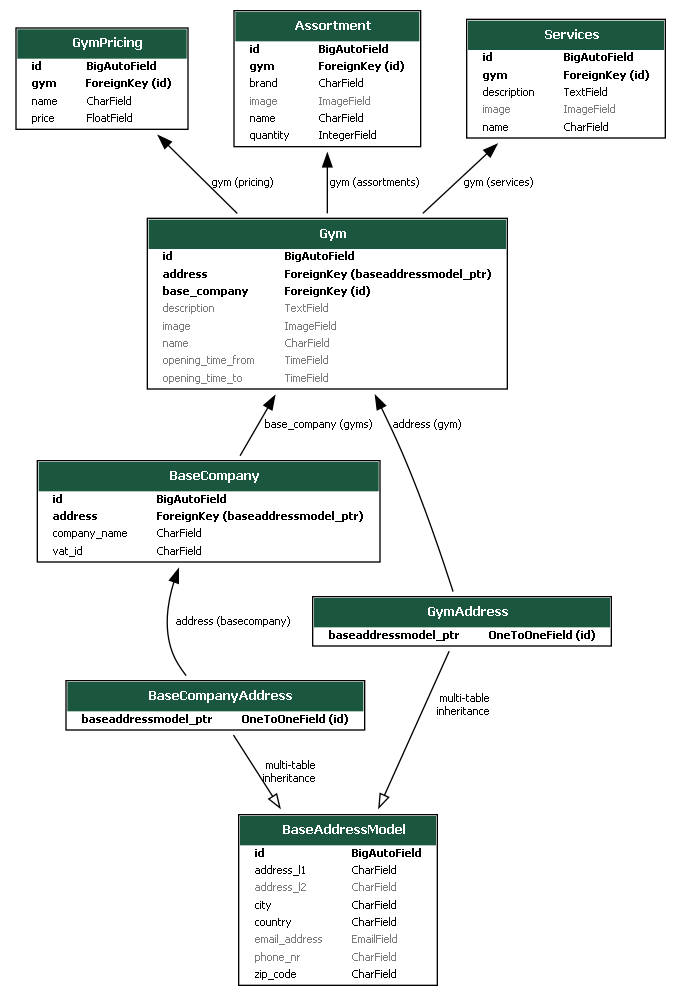 GymPricing
id BigAutoField
gym ForeignKey (id)
name CharField
price FloatField
Assortment
id BigAutoField
gym ForeignKey (id)
brand CharField
image ImageField
name CharField
quantity IntegerField
Services
id BigAutoField
gym ForeignKey (id)
description TextField
image ImageField
name CharField
gym (pricing)
gym (assortments)
gym (services)
Gym
id BigAutoField
address ForeignKey (baseaddressmodel_ptr)
base_company ForeignKey (id)
description TextField
image ImageField
name CharField
opening_time_from TimeField
opening_time_to TimeField
base_company (gyms)
address (gym)
BaseCompany
id BigAutoField
address ForeignKey (baseaddressmodel_ptr)
company_name CharField
vat_id CharField
GymAddress
baseaddressmodel_ptr OneToOneField (id)
address (basecompany)
BaseCompanyAddress
baseaddressmodel_ptr OneToOneField (id)
multi-table
inheritance
multi-table
inheritance
BaseAddressModel
id BigAutoField
address_l1 CharField
address_l2 CharField
city CharField
country CharField
email_address EmailField
phone_nr CharField
zip_code CharField